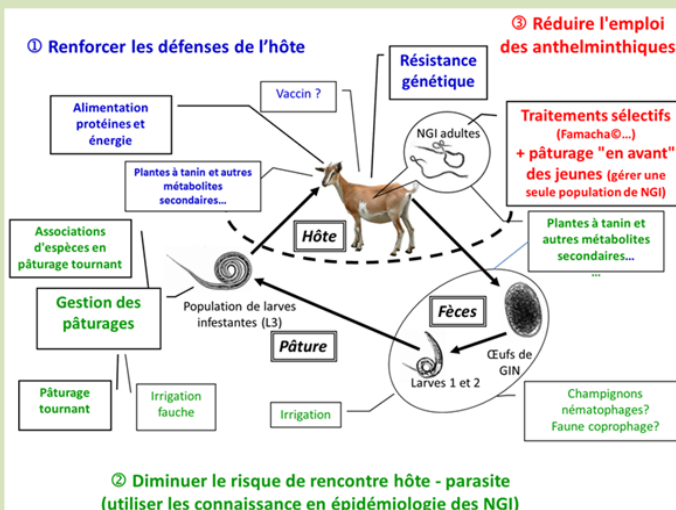 ① Renforcer les défenses de l'hôte
③ Réduire l'emploi
des anthelminthiques
Vaccin ?
Résistance
génétique
Alimentation
protéines et
énergie
NGI adultes
Traitements sélectifs
(Famacha©...)
+ pâturage "en avant"
des jeunes (gérer une
seule population de NGI)
Plantes à tanin et autres
métabolites
secondaires...
Associations
d'espèces en
pâturage tournant
Hôte
Plantes à tanin et
autres métabolites
secondaires...
...
Gestion des
pâturages
Population de larves
infestantes (L3)
Fèces
Pâture
Œufs de
GIN
Larves 1 et 2
Pâturage
tournant
Irrigation
fauche
Irrigation
Champignons
nématophages?
Faune coprophage?
② Diminuer le risque de rencontre hôte - parasite
(utiliser les connaissance en épidémiologie des NGI)